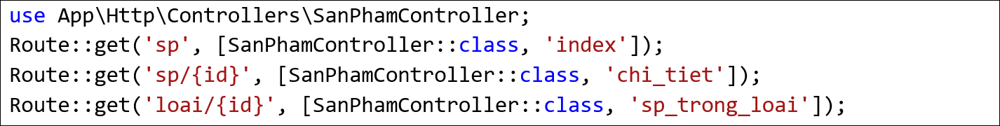 use App\Http\Controllers\SanPhamController;
Route::get('sp', [SanPhamController::class, 'index']);
Route::get('sp/{id}', [SanPhamController::class, 'chi_tiet']);
Route::get('loai/{id}', [SanPhamController::class, 'sp_trong_loai']);